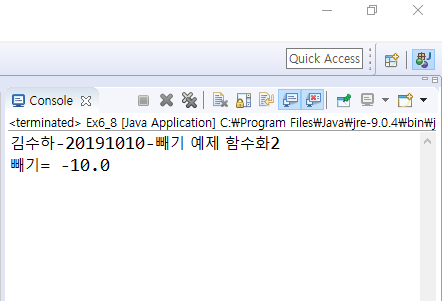 Quick Access
Console
<terminated> Ex6_8 [Java Application] C:₩Program Files₩Java₩jre-9.0.4₩bin₩j
김수하-20191010-빼기 예제 함수화2
빼기= -10.0